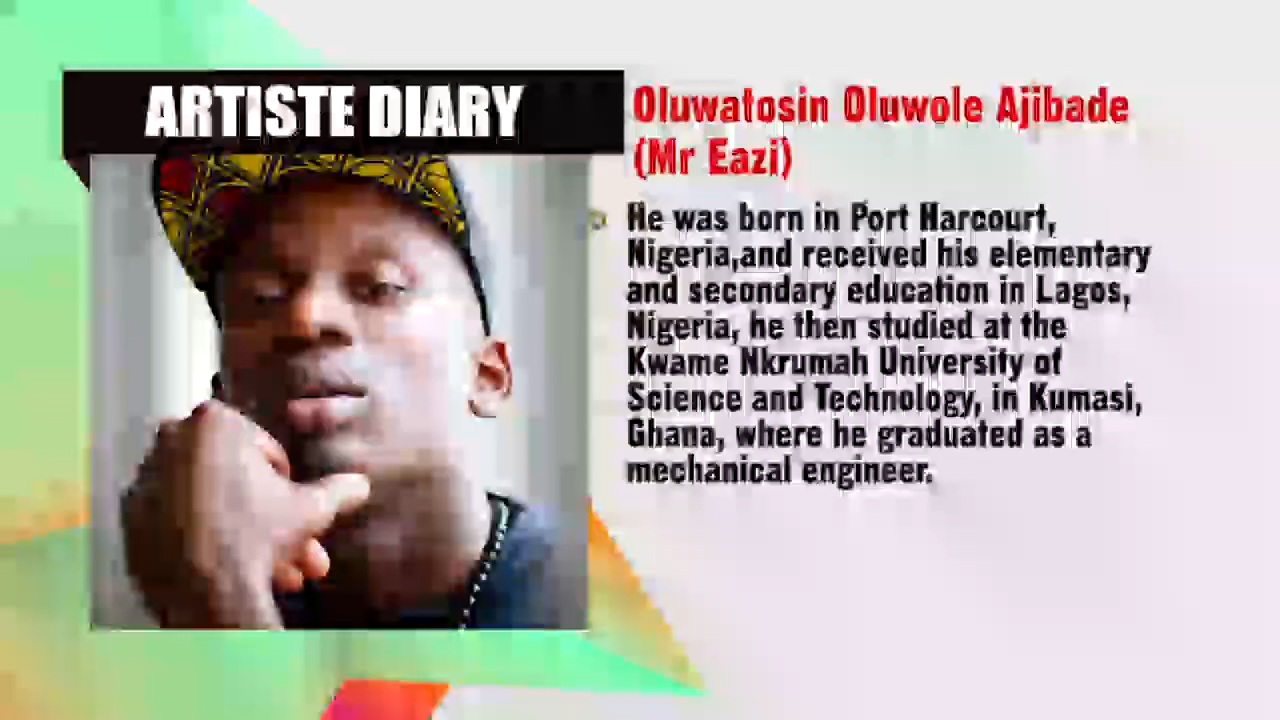 ARTISTE DIARY
Oluwatosin Oluwole Ajibade
(Mr Eazi)
He was born in Port Harcourt,
Nigeria,and received his elementary
and secondary education in Lagos,
Nigeria, he then studied at the
Kwame Nkrumah University of
Science and Technology, in Kumasi,
Ghana, where he graduated as a
mechanical engineer.